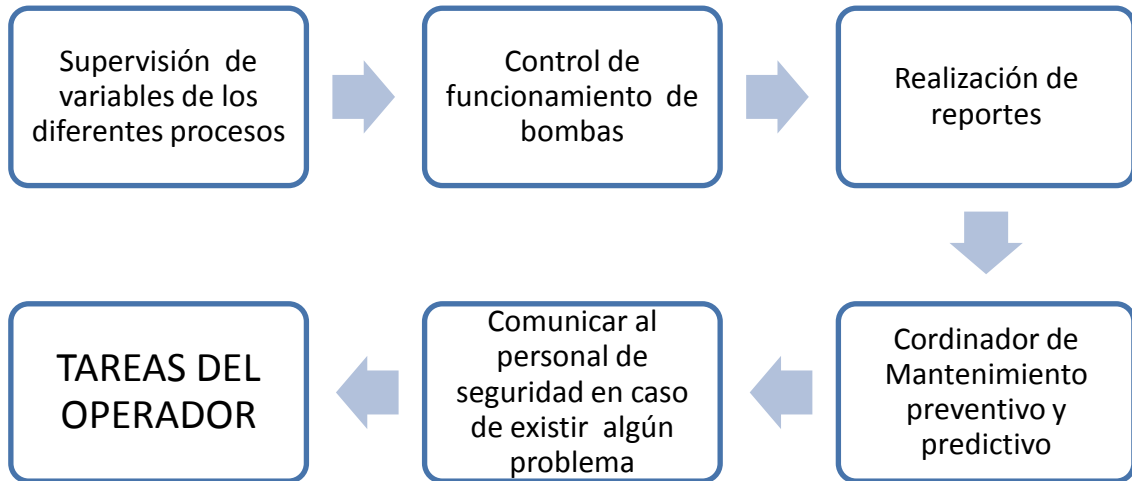 Supervisión de
variables de los
diferentes procesos
Control de
funcionamiento de
bombas
Realización de
reportes
Cordinador de
Mantenimiento
preventivo y
predictivo
Comunicar al
personal de
seguridad en caso
de existir algún
problema
TAREAS DEL
OPERADOR